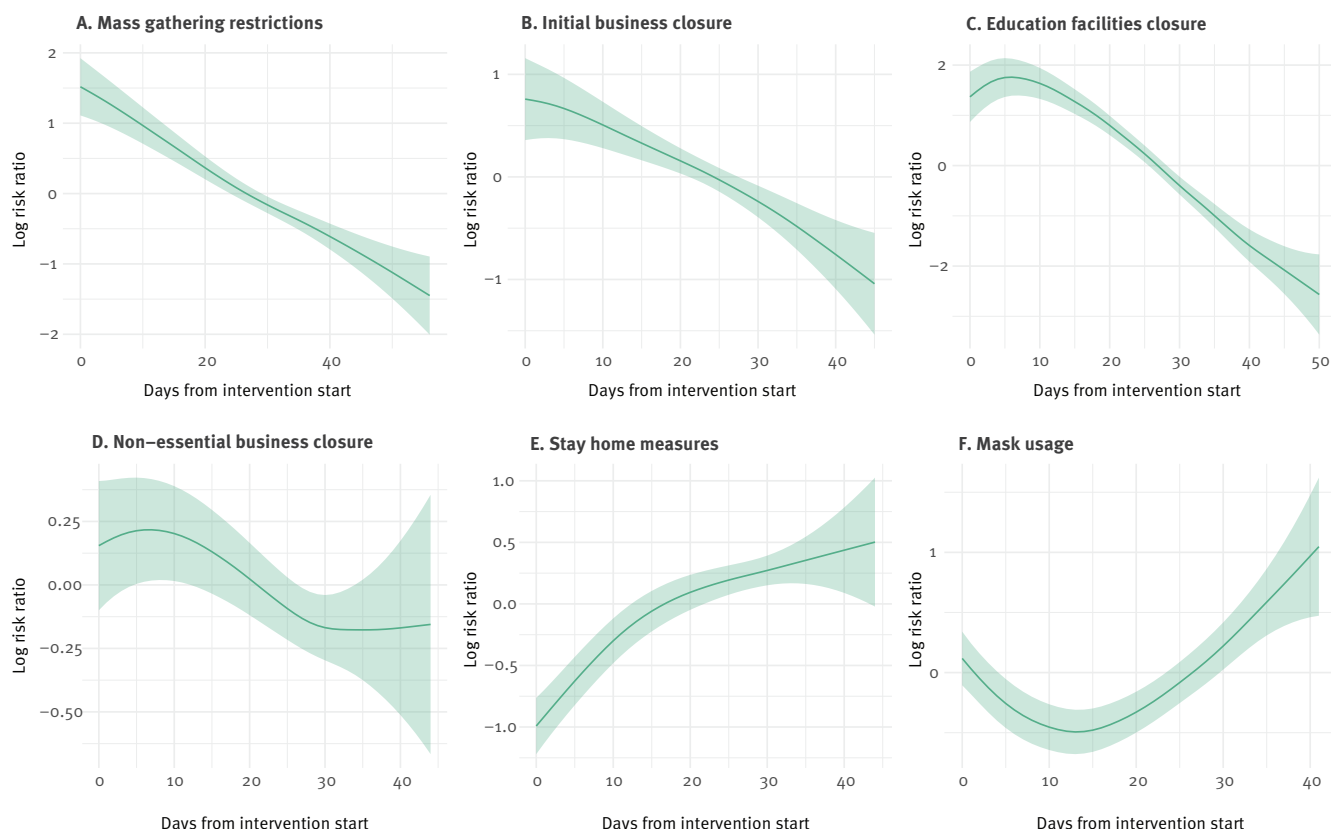 A. Mass gathering restrictions
B. Initial business closure
C. Education facilities closure
Log risk ratio
2
1
0
−1
−2
0
20
40
Days from intervention start
Log risk ratio
1
0
−1
0
10
20
30
40
Days from intervention start
Log risk ratio
2
0
−2
0
10
20
30
40
50
Days from intervention start
D. Non−essential business closure
E. Stay home measures
F. Mask usage
Log risk ratio
0.25
0.00
−0.25
−0.50
0
10
20
30
40
Days from intervention start
Log risk ratio
1.0
0.5
0.0
−0.5
−1.0
0
10
20
30
40
Days from intervention start
Log risk ratio
1
0
0
10
20
30
40
Days from intervention start